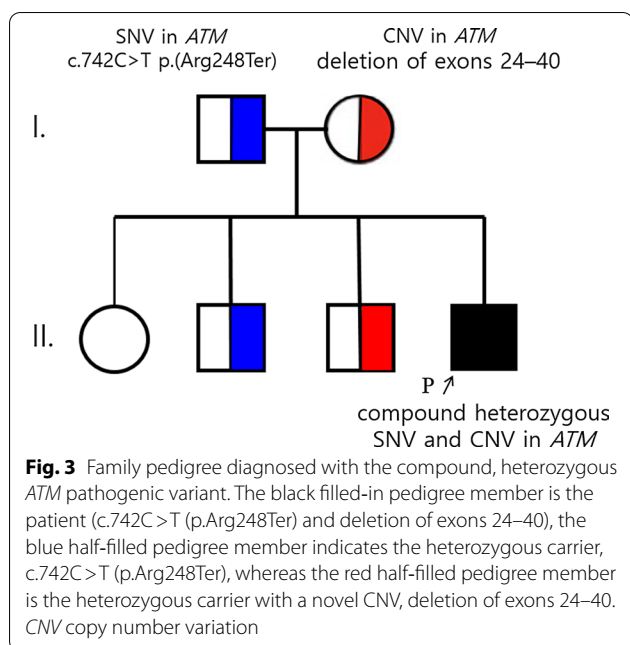 SNV in ATM
c.742C>T p.(Arg248Ter)
CNV in ATM
deletion of exons 24–40
I.
II.
P
compound heterozygous
SNV and CNV in ATM
Fig. 3 Family pedigree diagnosed with the compound, heterozygous
ATM pathogenic variant. The black filled-in pedigree member is the
patient (c.742C>T (p.Arg248Ter) and deletion of exons 24–40), the
blue half-filled pedigree member indicates the heterozygous carrier,
c.742C>T (p.Arg248Ter), whereas the red half-filled pedigree member
is the heterozygous carrier with a novel CNV, deletion of exons 24–40.
CNV copy number variation